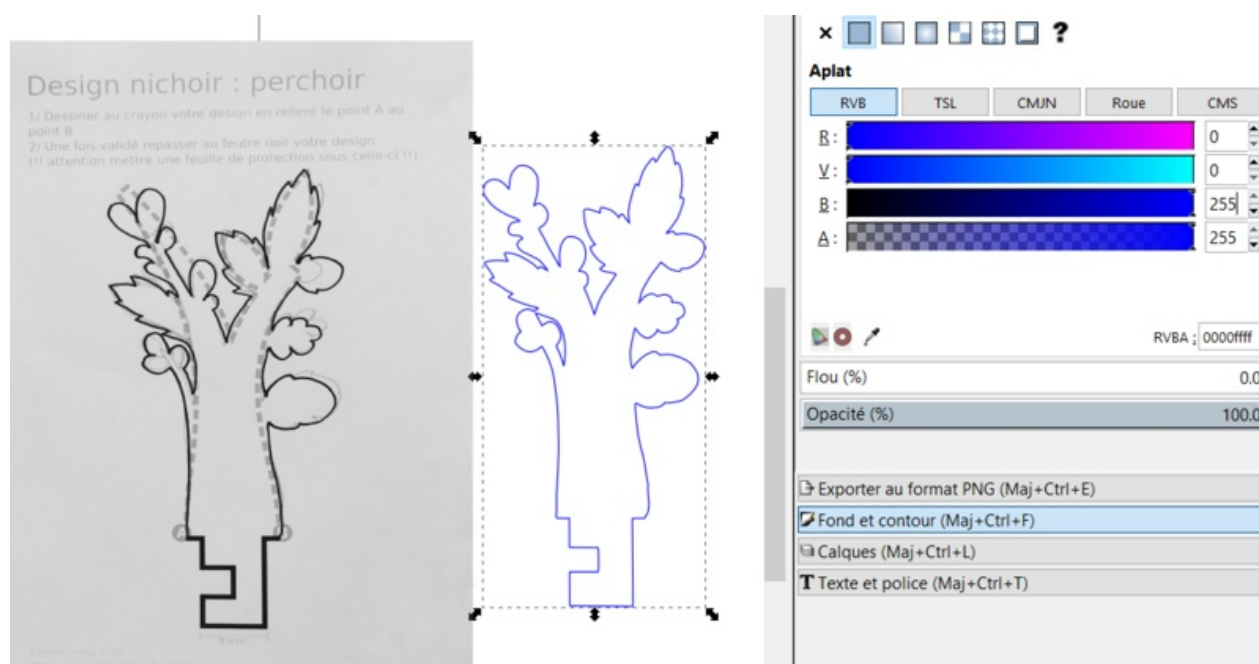 Design nichoir : perchoir
1/ Dessiner au crayon votre design en relient le point A au
point B
2/ Une fois validé repasser au feutre noir votre design
(!! attention mettre une feuille de protection sous celle-ci !!)
?
Aplat
RVB TSL CMJN Roue CMS
R : 0
V : 0
B : 255
A : 255
RVBA : 0000ffff
Flou (%) 0.0
Opacité (%) 100.0
Exporter au format PNG (Maj+Ctrl+E)
Fond et contour (Maj+Ctrl+F)
Calques (Maj+Ctrl+L)
T Texte et police (Maj+Ctrl+T)